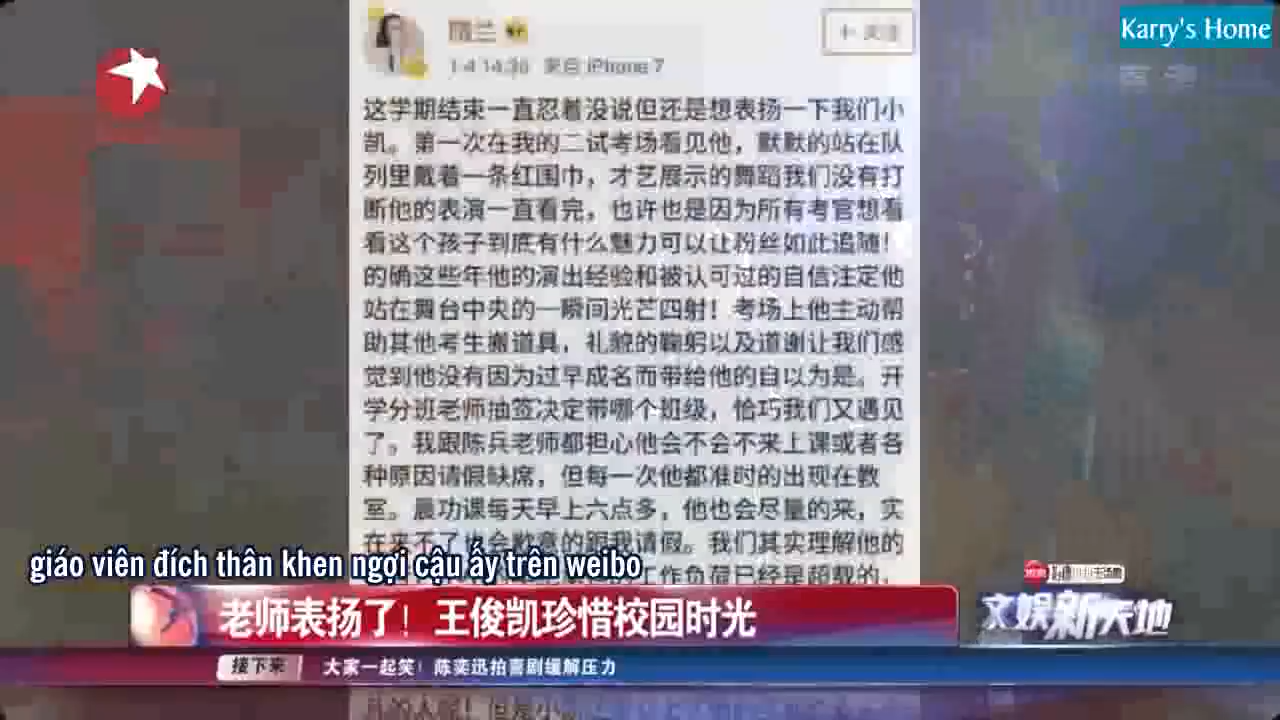 Karry's Home
+ 关注
1-4 14:30 来自 iPhone 7
这学期结束一直忍着没说但还是想表扬一下我们小
凯。第一次在我的二试考场看见他，默默的站在队
列里戴着一条红围巾，才艺展示的舞蹈我们没有打
断他的表演一直看完，也许也是因为所有考官想看
看这个孩子到底有什么魅力可以让粉丝如此追随！
的确这些年他的演出经验和被认可过的自信注定他
站在舞台中央的一瞬间光芒四射！考场上他主动帮
助其他考生搬道具，礼貌的鞠躬以及道谢让我们感
觉到他没有因为过早成名而带给他的自以为是。开
学分班老师抽签决定带哪个班级，恰巧我们又遇见
了。我跟陈兵老师都担心他会不会不来上课或者各
种原因请假缺席，但每一次他都准时的出现在教
室。晨功课每天早上六点多，他也会尽量的来，实
在来不了也会歉意的跟我请假。我们其实理解他的
工作负荷已经是超载的，
giáo viên đích thân khen ngợi cậu ấy trên weibo
老师表扬了！王俊凯珍惜校园时光
文娱新天地
接下来 大家一起笑！陈奕迅拍喜剧缓解压力